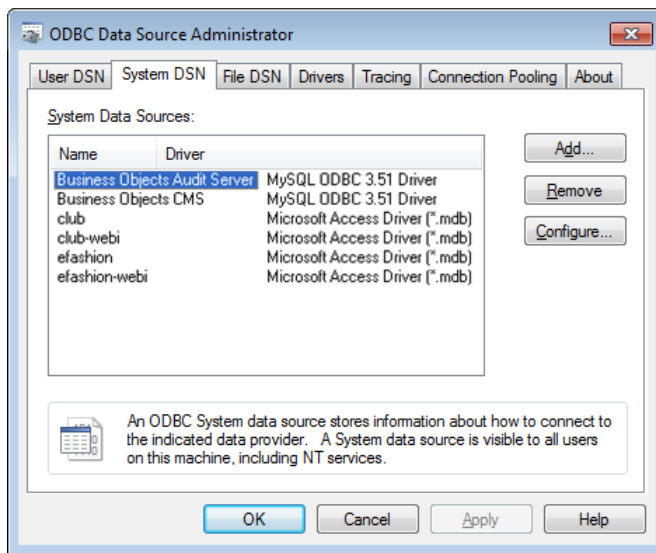 ODBC Data Source Administrator
User DSN System DSN File DSN Drivers Tracing Connection Pooling About
System Data Sources:
Name Driver
Business Objects Audit Server MySQL ODBC 3.51 Driver
Business Objects CMS MySQL ODBC 3.51 Driver
club Microsoft Access Driver (*.mdb)
club-webi Microsoft Access Driver (*.mdb)
efashion Microsoft Access Driver (*.mdb)
efashion-webi Microsoft Access Driver (*.mdb)
Add...
Remove
Configure...
An ODBC System data source stores information about how to connect to
the indicated data provider. A System data source is visible to all users
on this machine, including NT services.
OK Cancel Apply Help